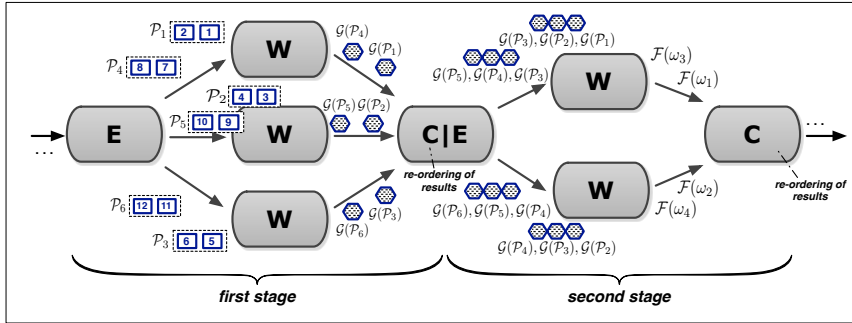 𝒫₁ 2 1
𝒫₄ 8 7
W
𝒢(𝒫₄)
𝒢(𝒫₁)
𝒢(𝒫₃), 𝒢(𝒫₂), 𝒢(𝒫₁)
𝒢(𝒫₅), 𝒢(𝒫₄), 𝒢(𝒫₃)
W
ℱ(ω₃)
ℱ(ω₁)
...
E
𝒫₂ 4 3
𝒫₅ 10 9
W
𝒢(𝒫₅) 𝒢(𝒫₂)
C|E
re-ordering of
results
C
...
re-ordering of
results
𝒫₆ 12 11
𝒫₃ 6 5
W
𝒢(𝒫₃)
𝒢(𝒫₆)
𝒢(𝒫₆), 𝒢(𝒫₅), 𝒢(𝒫₄)
𝒢(𝒫₄), 𝒢(𝒫₃), 𝒢(𝒫₂)
W
ℱ(ω₂)
ℱ(ω₄)
first stage
second stage